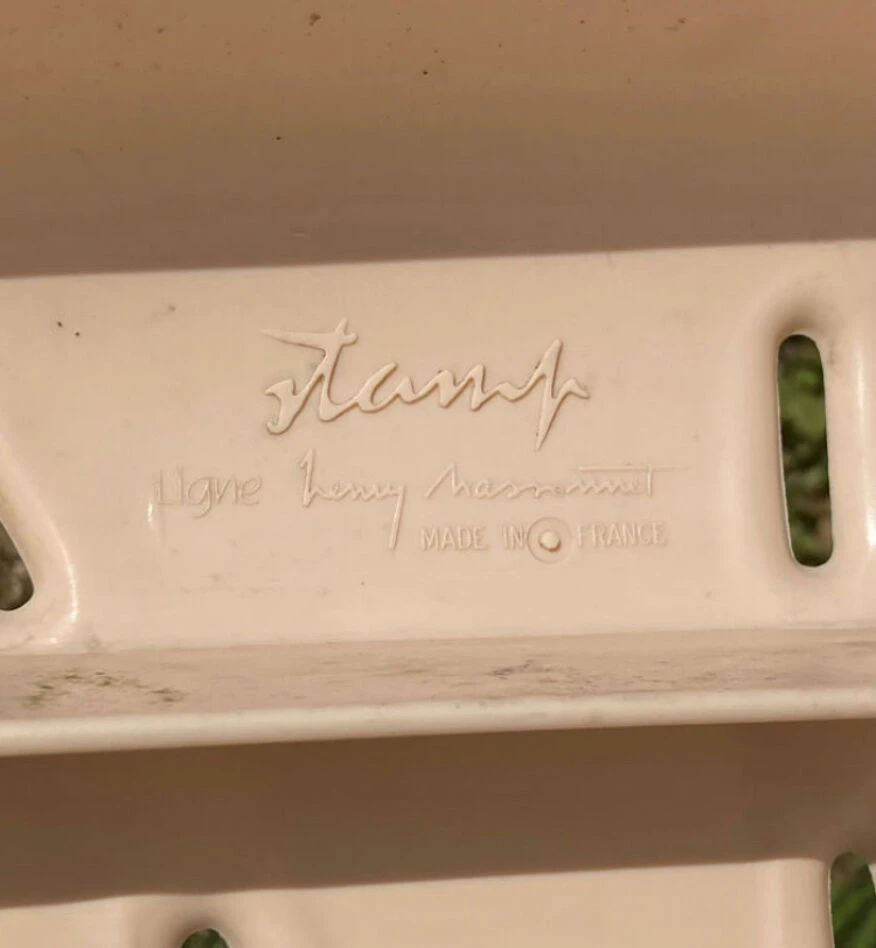 stamp
Ligne henry massonnet
MADE IN FRANCE